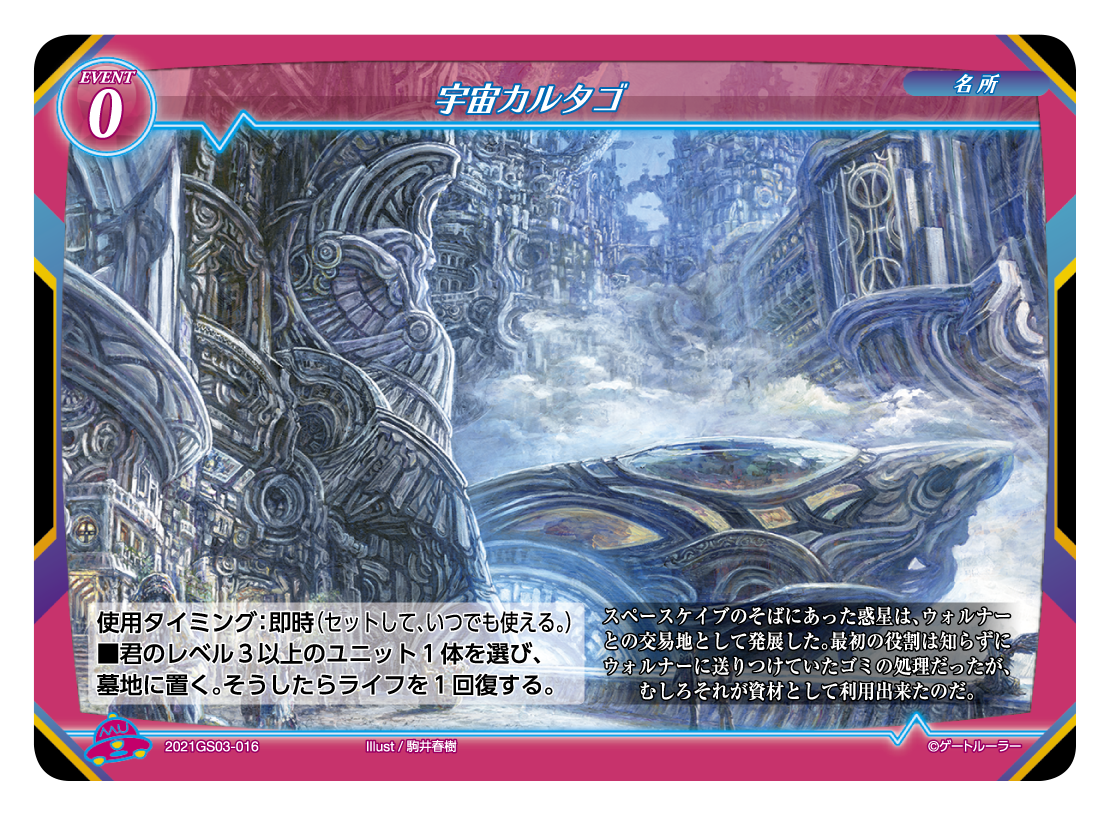 EVENT
0
宇宙カルタゴ
名所
使用タイミング:即時(セットして、いつでも使える。)
■君のレベル3以上のユニット1体を選び、
墓地に置く。そうしたらライフを1回復する。
スペースケイブのそばにあった惑星は、ウォルナー
との交易地として発展した。最初の役割は知らずに
ウォルナーに送りつけていたゴミの処理だったが、
むしろそれが資材として利用出来たのだ。
MU
2021GS03-016
Illust / 駒井春樹
©ゲートルーラー